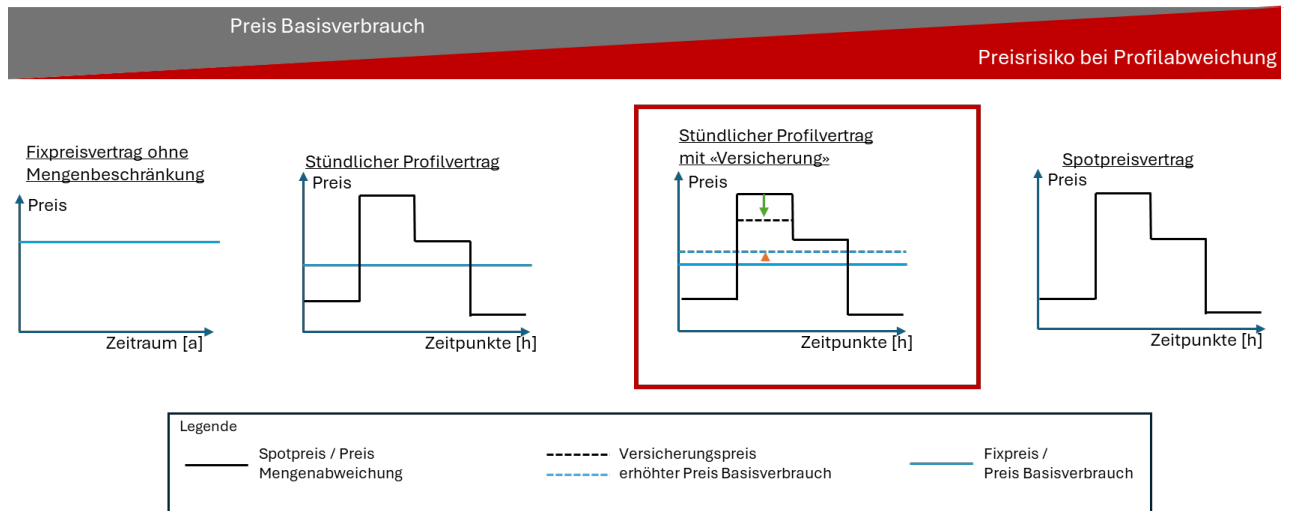 Preis Basisverbrauch
Preisrisiko bei Profilabweichung
Fixpreisvertrag ohne
Mengenbeschränkung
Preis
Zeitraum [a]
Stündlicher Profilvertrag
Preis
Zeitpunkte [h]
Stündlicher Profilvertrag
mit «Versicherung»
Preis
Zeitpunkte [h]
Spotpreisvertrag
Preis
Zeitpunkte [h]
Legende
Spotpreis / Preis
Mengenabweichung
Versicherungspreis
erhöhter Preis Basisverbrauch
Fixpreis /
Preis Basisverbrauch